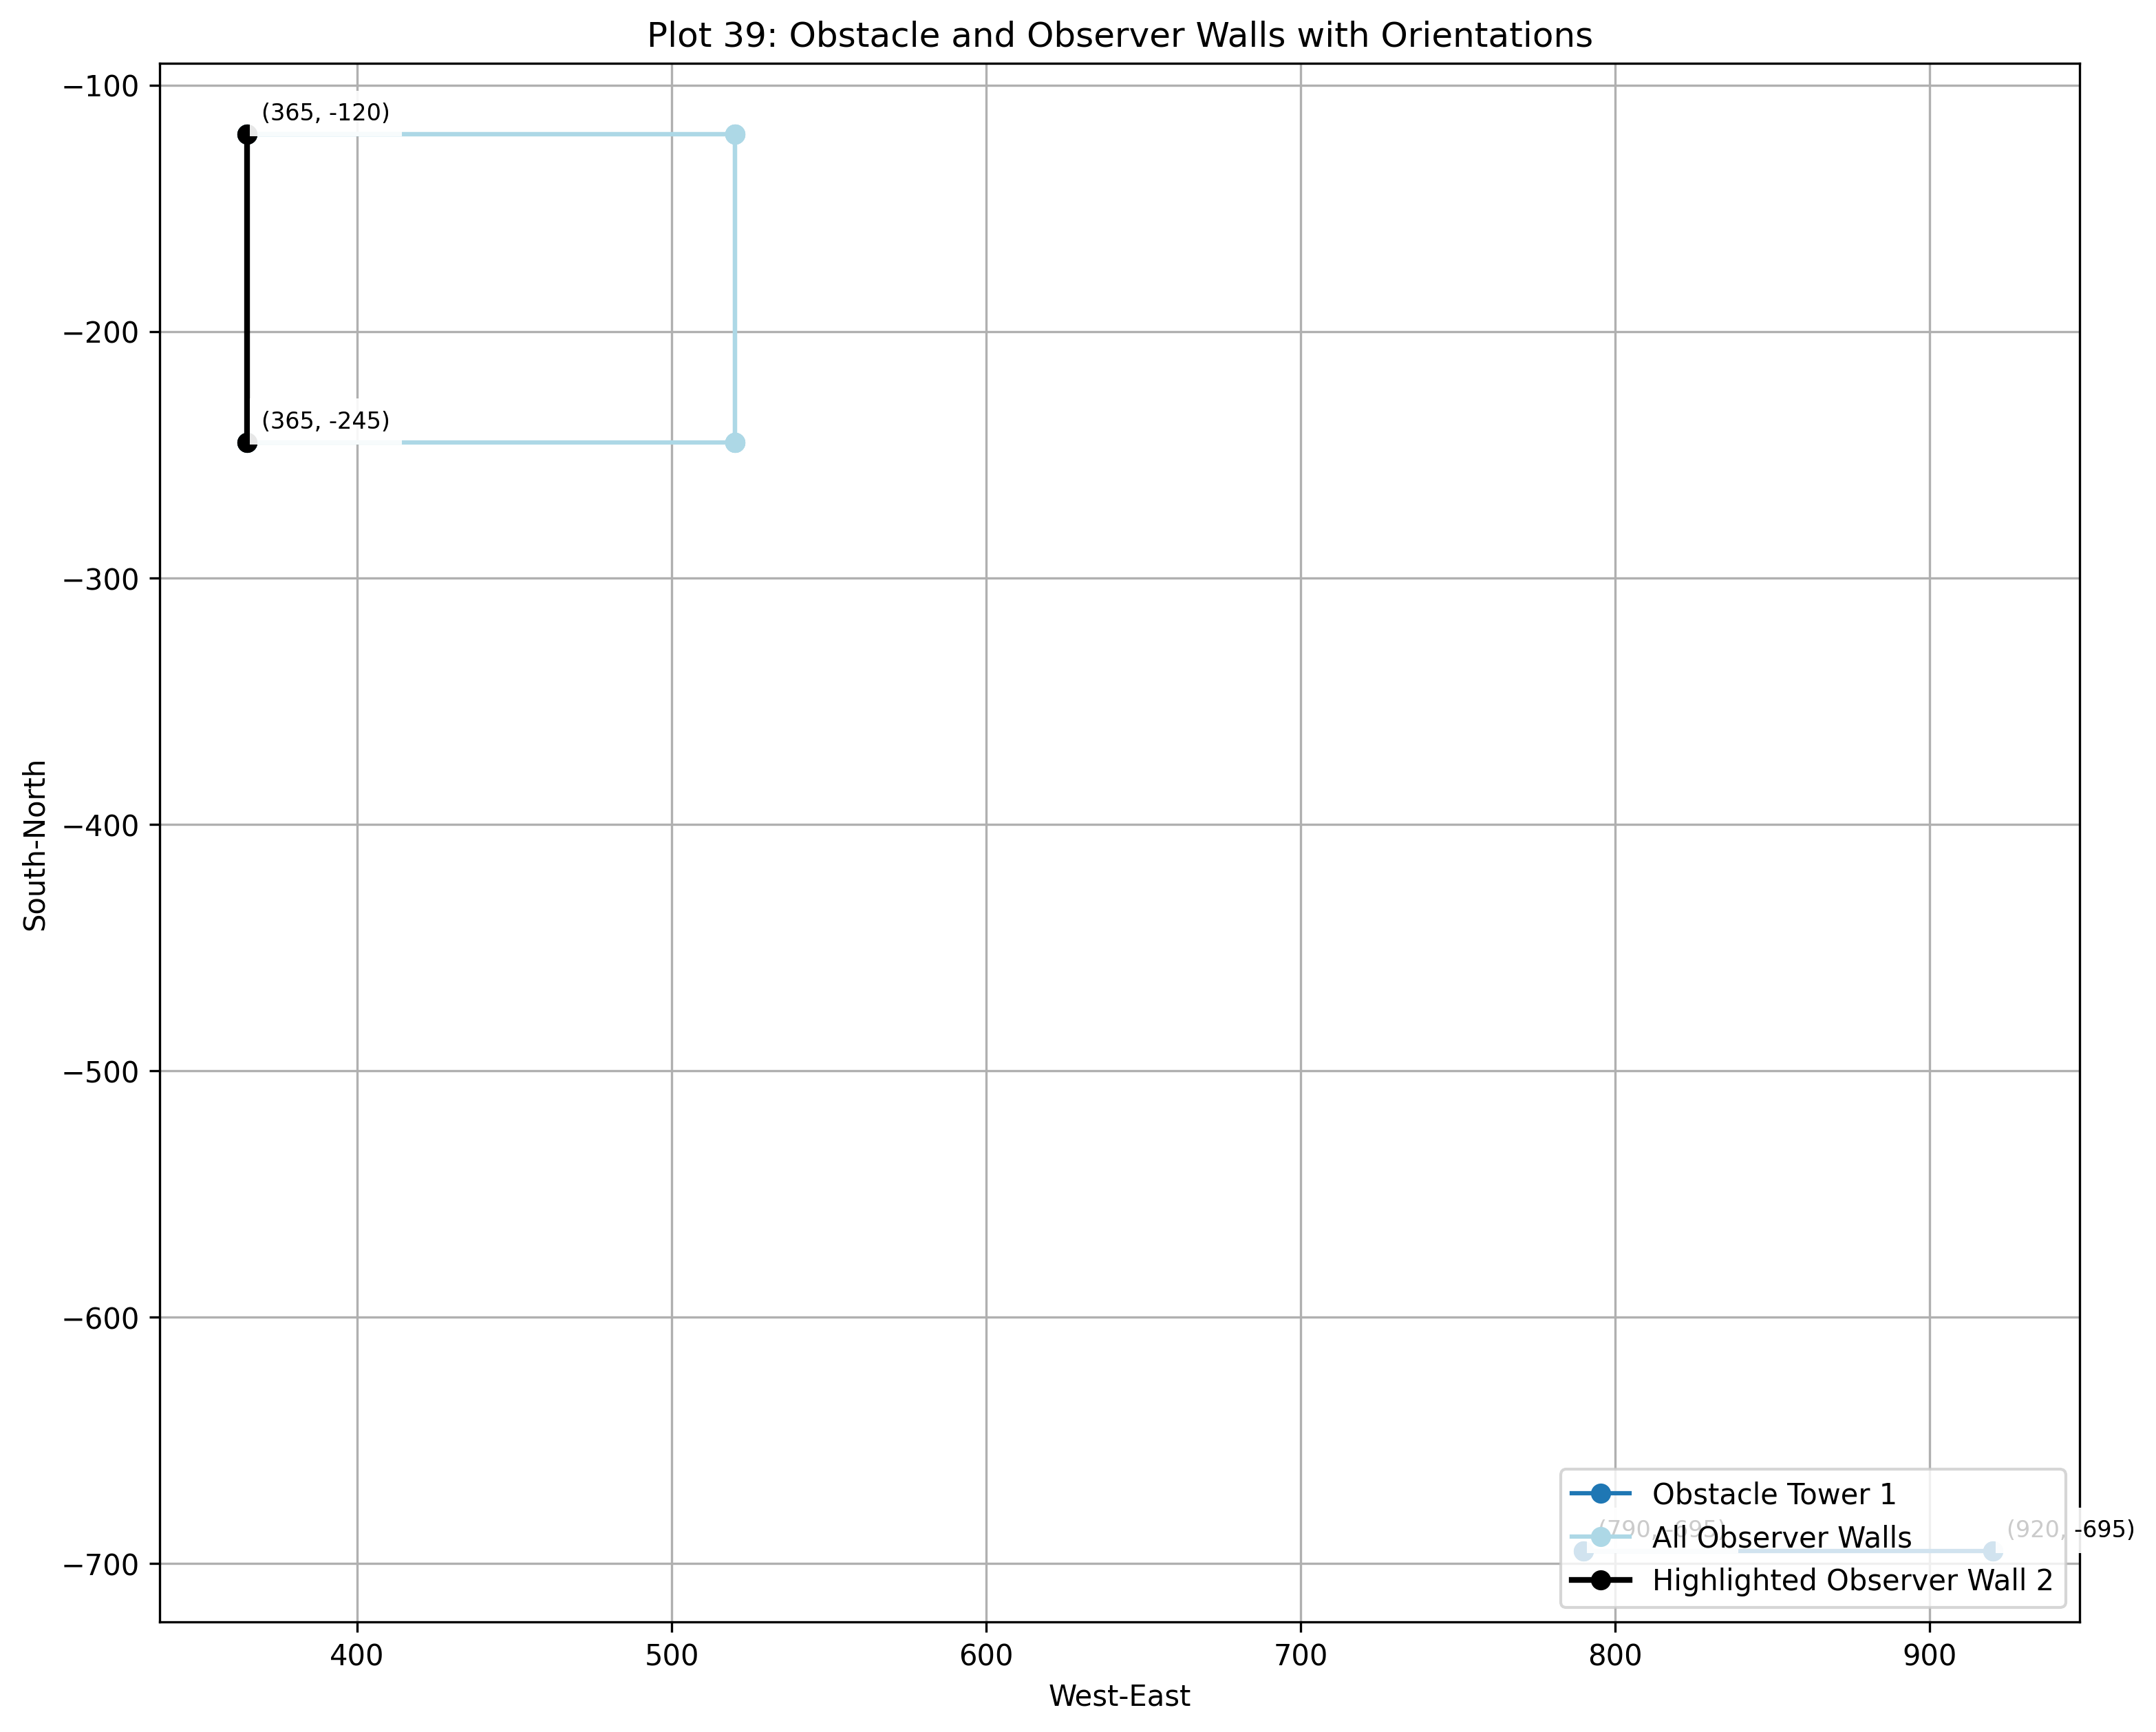 Plot 39: Obstacle and Observer Walls with Orientations
−100
(365, -120)
−200
(365, -245)
−300
−400
South-North
−500
−600
Obstacle Tower 1
(790, -695)
(920, -695)
All Observer Walls
−700
Highlighted Observer Wall 2
400
500
600
700
800
900
West-East